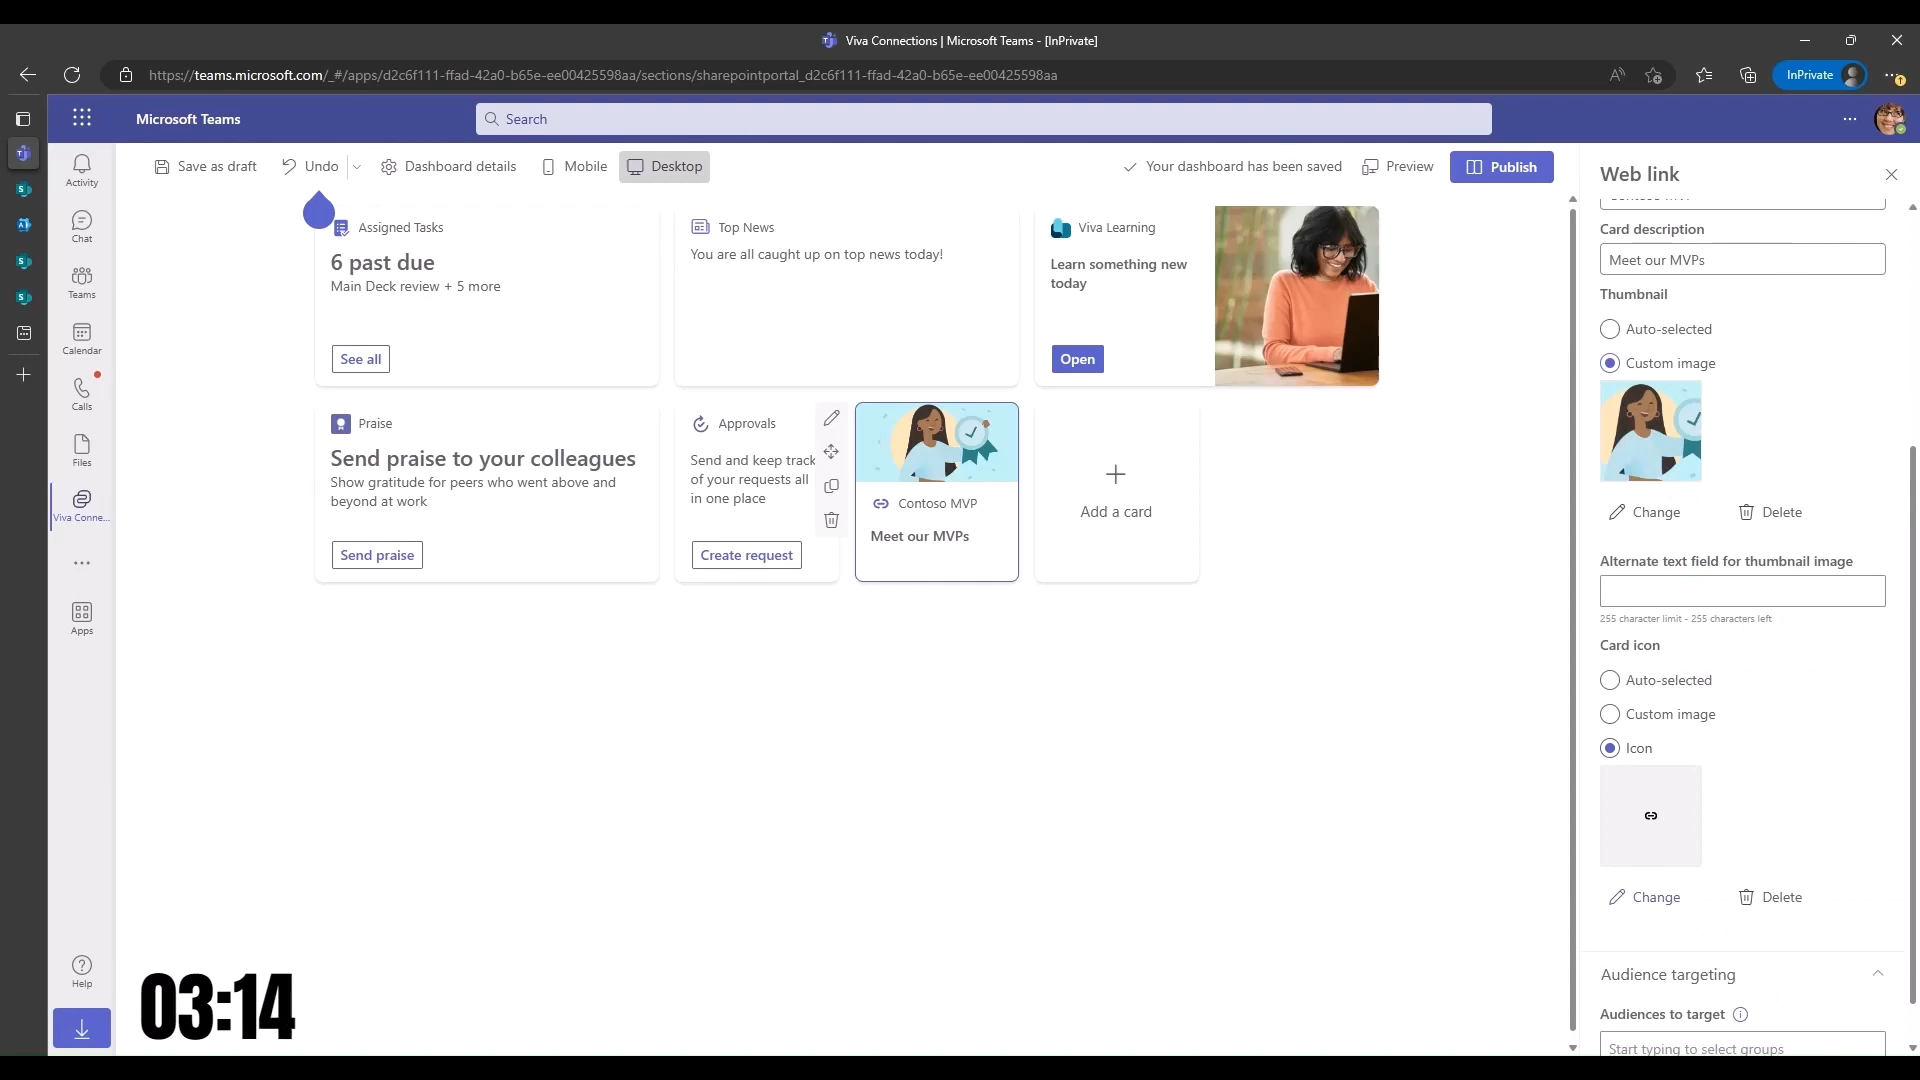 Viva Connections | Microsoft Teams - [InPrivate]
https://teams.microsoft.com/_#/apps/d2c6f111-ffad-42a0-b65e-ee00425598aa/sections/sharepointportal_d2c6f111-ffad-42a0-b65e-ee00425598aa
InPrivate
Microsoft Teams
Search
Activity
Chat
Teams
Calendar
Calls
Files
Viva Conne...
Apps
Help
Save as draft
Undo
Dashboard details
Mobile
Desktop
Your dashboard has been saved
Preview
Publish
Assigned Tasks
6 past due
Main Deck review + 5 more
See all
Top News
You are all caught up on top news today!
Viva Learning
Learn something new
today
Open
Praise
Send praise to your colleagues
Show gratitude for peers who went above and
beyond at work
Send praise
Approvals
Send and keep track
of your requests all
in one place
Create request
Contoso MVP
Meet our MVPs
Add a card
03:14
Web link
Card description
Meet our MVPs
Thumbnail
Auto-selected
Custom image
Change
Delete
Alternate text field for thumbnail image
255 character limit - 255 characters left
Card icon
Auto-selected
Custom image
Icon
Change
Delete
Audience targeting
Audiences to target
Start typing to select groups